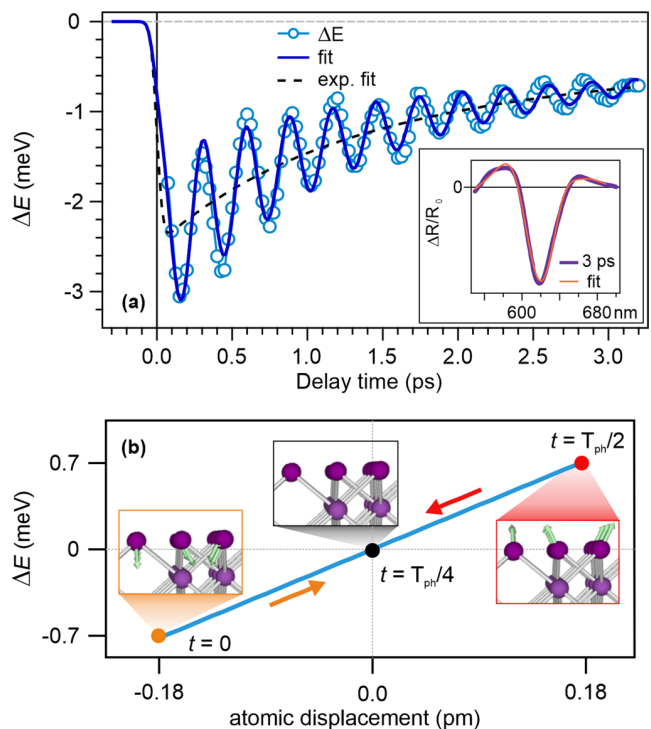 0
-1
-2
-3
ΔE (meV)
ΔE
fit
exp. fit
(a)
0
ΔR/R₀
3 ps
fit
600
680 nm
0.0
0.5
1.0
1.5
2.0
2.5
3.0
Delay time (ps)
(b)
0.7
0
-0.7
ΔE (meV)
t = T_ph/2
t = T_ph/4
t = 0
-0.18
0.0
0.18
atomic displacement (pm)